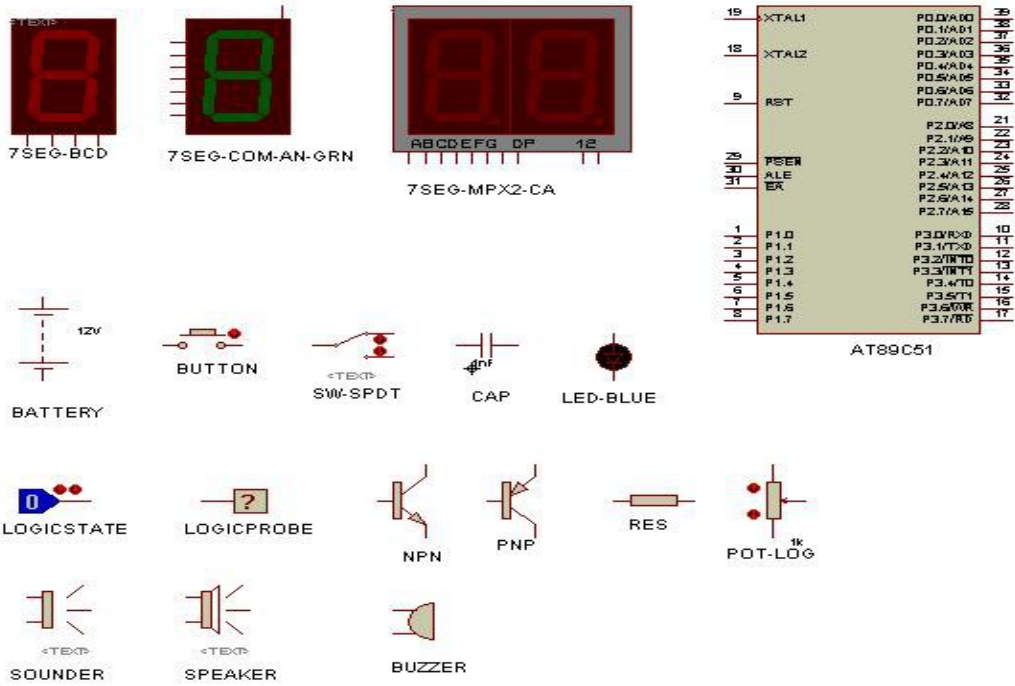 <TEXT>
7SEG-BCD
7SEG-COM-AN-GRN
ABCDEFG DP 12
7SEG-MPX2-CA
19 XTAL1
18 XTAL2
9 RST
29 PSEN
30 ALE
31 EA
1 P1.0
2 P1.1
3 P1.2
4 P1.3
5 P1.4
6 P1.5
7 P1.6
8 P1.7
P0.0/AD0 39
P0.1/AD1 38
P0.2/AD2 37
P0.3/AD3 36
P0.4/AD4 35
P0.5/AD5 34
P0.6/AD6 33
P0.7/AD7 32
P2.0/A8 21
P2.1/A9 22
P2.2/A10 23
P2.3/A11 24
P2.4/A12 25
P2.5/A13 26
P2.6/A14 27
P2.7/A15 28
P3.0/RXD 10
P3.1/TXD 11
P3.2/INT0 12
P3.3/INT1 13
P3.4/T0 14
P3.5/T1 15
P3.6/WR 16
P3.7/RD 17
AT89C51
12V
BATTERY
BUTTON
<TEXT>
SW-SPDT
1nF
CAP
LED-BLUE
0
LOGICSTATE
?
LOGICPROBE
NPN
PNP
RES
1k
POT-LOG
<TEXT>
SOUNDER
<TEXT>
SPEAKER
BUZZER